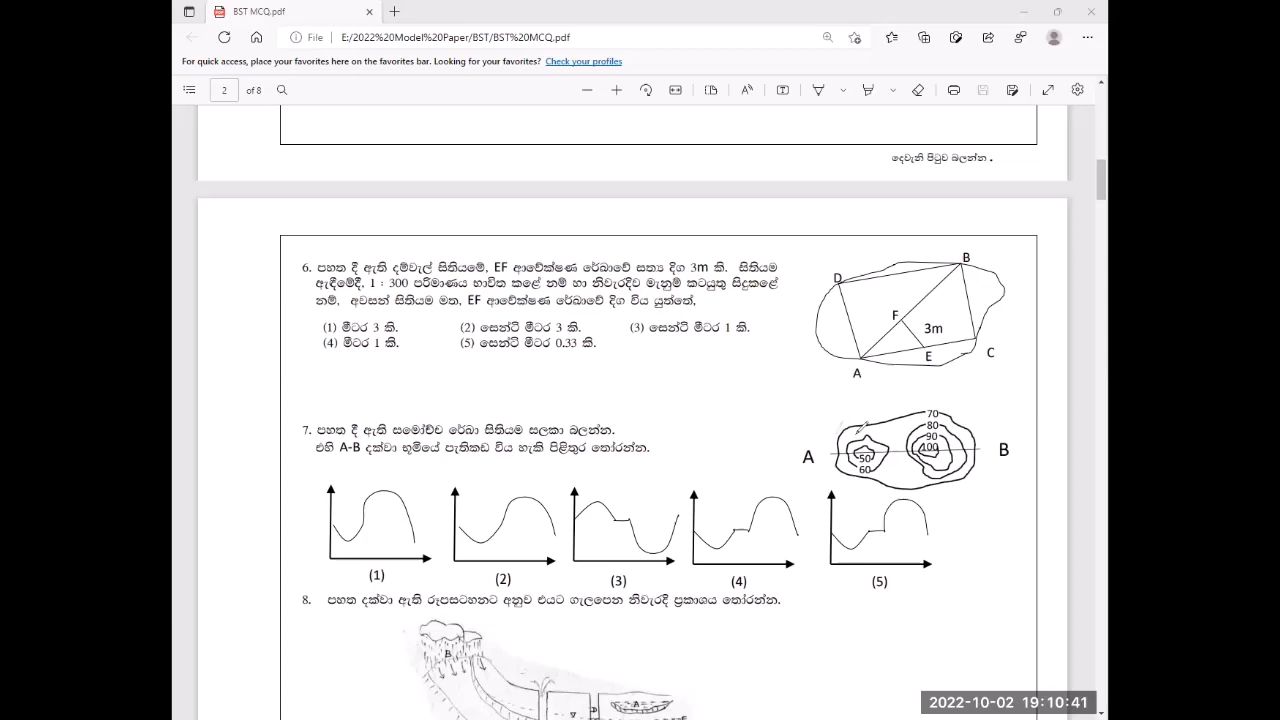 BST MCQ.pdf
File E:/2022%20Model%20Paper/BST/BST%20MCQ.pdf
For quick access, place your favorites here on the favorites bar. Looking for your favorites? Check your profiles
2 of 8
දෙවැනි පිටුව බලන්න .
6. පහත දී ඇති දම්වැල් සිතියමේ, EF ආවේක්ෂණ රේඛාවේ සත්‍ය දිග 3m කි. සිතියම
ඇඳීමේදී, 1 : 300 පරිමාණය භාවිත කළේ නම් හා නිවැරදිව මැනුම් කටයුතු සිදුකළේ
නම්, අවසන් සිතියම මත, EF ආවේක්ෂණ රේඛාවේ දිග විය යුත්තේ,
(1) මීටර 3 කි. (2) සෙන්ටි මීටර 3 කි. (3) සෙන්ටි මීටර 1 කි.
(4) මීටර 1 කි. (5) සෙන්ටි මීටර 0.33 කි.
B
D
F
3m
E
C
A
7. පහත දී ඇති සමෝච්ච රේඛා සිතියම සලකා බලන්න.
එහි A-B දක්වා භූමියේ පැතිකඩ විය හැකි පිළිතුර තෝරන්න.
70
80
90
100
50
60
A
B
(1) (2) (3) (4) (5)
8. පහත දක්වා ඇති රූපසටහනට අනුව එයට ගැලපෙන නිවැරදි ප්‍රකාශය තෝරන්න.
B
A
2022-10-02 19:10:41